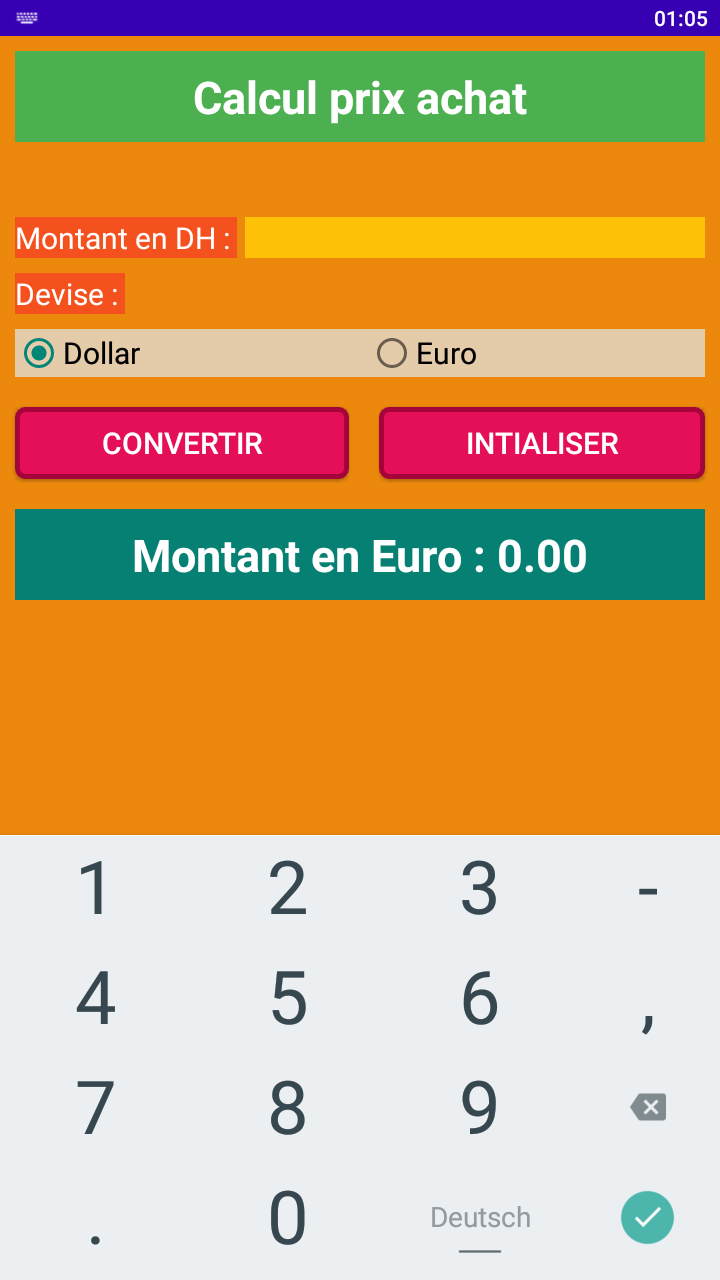 01:05
Calcul prix achat
Montant en DH :
Devise :
Dollar Euro
CONVERTIR INTIALISER
Montant en Euro : 0.00
1 2 3 -
4 5 6 ,
7 8 9
. 0 Deutsch